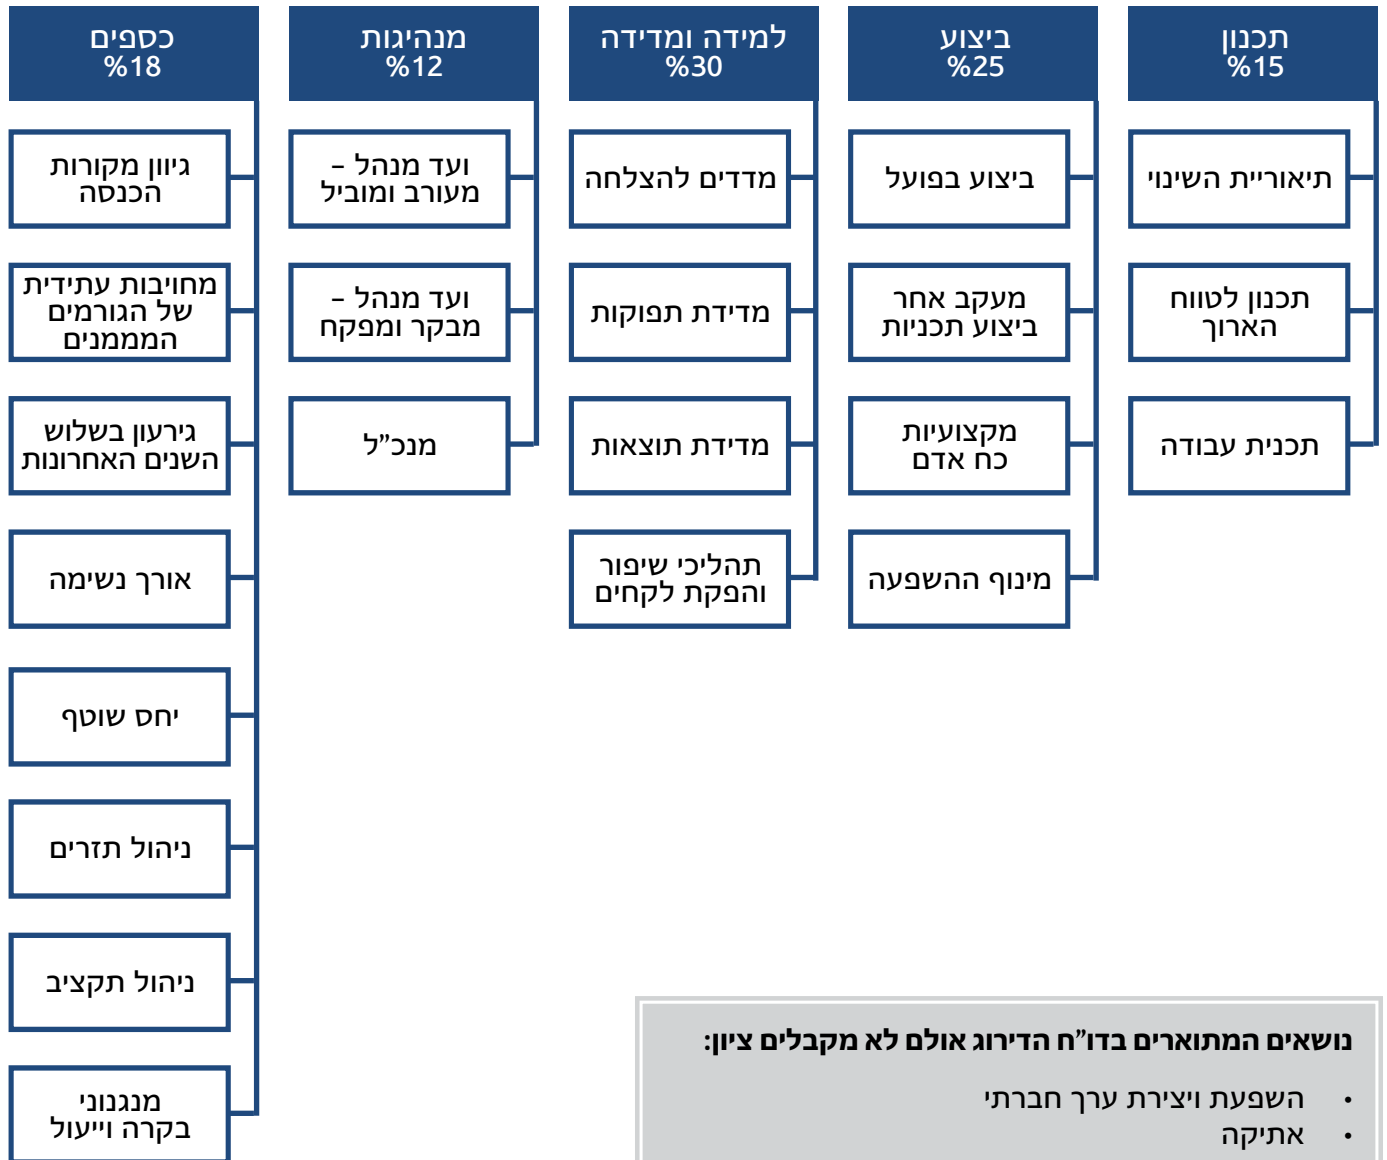 תכנון
%15
תיאוריית השינוי
תכנון לטווח
הארוך
תכנית עבודה
ביצוע
%25
ביצוע בפועל
מעקב אחר
ביצוע תכניות
מקצועיות
כח אדם
מינוף ההשפעה
למידה ומדידה
%30
מדדים להצלחה
מדידת תפוקות
מדידת תוצאות
תהליכי שיפור
והפקת לקחים
מנהיגות
%12
ועד מנהל –
מעורב ומוביל
ועד מנהל –
מבקר ומפקח
מנכ"ל
כספים
%18
גיוון מקורות
הכנסה
מחויבות עתידית
של הגורמים
המממנים
גירעון בשלוש
השנים האחרונות
אורך נשימה
יחס שוטף
ניהול תזרים
ניהול תקציב
מנגנוני
בקרה וייעול
נושאים המתוארים בדו"ח הדירוג אולם לא מקבלים ציון:
• השפעת ויצירת ערך חברתי
• אתיקה